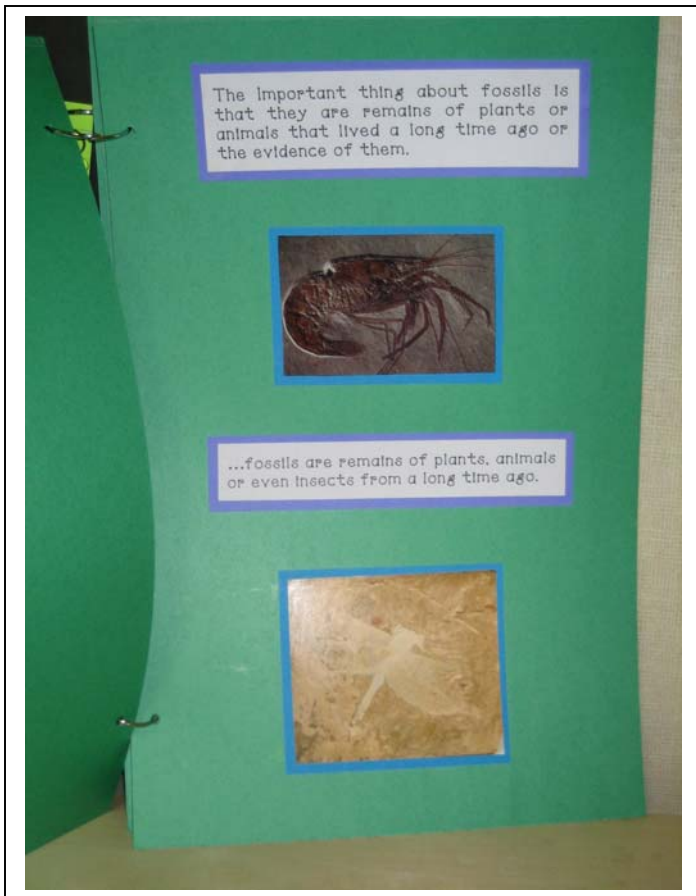 The important thing about fossils is
that they are remains of plants or
animals that lived a long time ago or
the evidence of them.
...fossils are remains of plants, animals
or even insects from a long time ago.